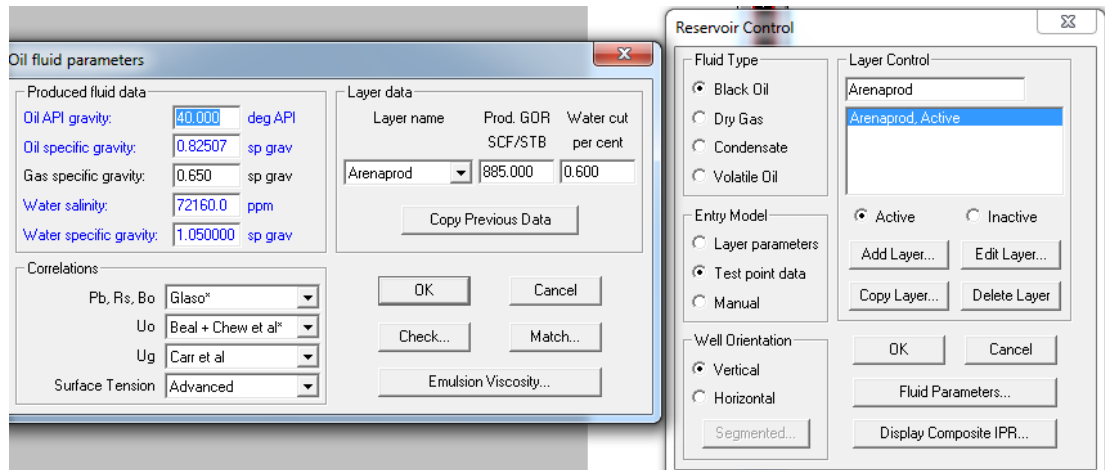 Oil fluid parameters
Produced fluid data
Oil API gravity: 40.000 deg API
Oil specific gravity: 0.82507 sp grav
Gas specific gravity: 0.650 sp grav
Water salinity: 72160.0 ppm
Water specific gravity: 1.050000 sp grav
Correlations
Pb, Rs, Bo Glaso*
Uo Beal + Chew et al*
Ug Carr et al
Surface Tension Advanced
Layer data
Layer name Prod. GOR Water cut
SCF/STB per cent
Arenaprod 885.000 0.600
Copy Previous Data
OK Cancel
Check... Match...
Emulsion Viscosity...
Reservoir Control
Fluid Type
Black Oil
Dry Gas
Condensate
Volatile Oil
Entry Model
Layer parameters
Test point data
Manual
Well Orientation
Vertical
Horizontal
Segmented...
Layer Control
Arenaprod
Arenaprod, Active
Active Inactive
Add Layer... Edit Layer...
Copy Layer... Delete Layer
OK Cancel
Fluid Parameters...
Display Composite IPR...